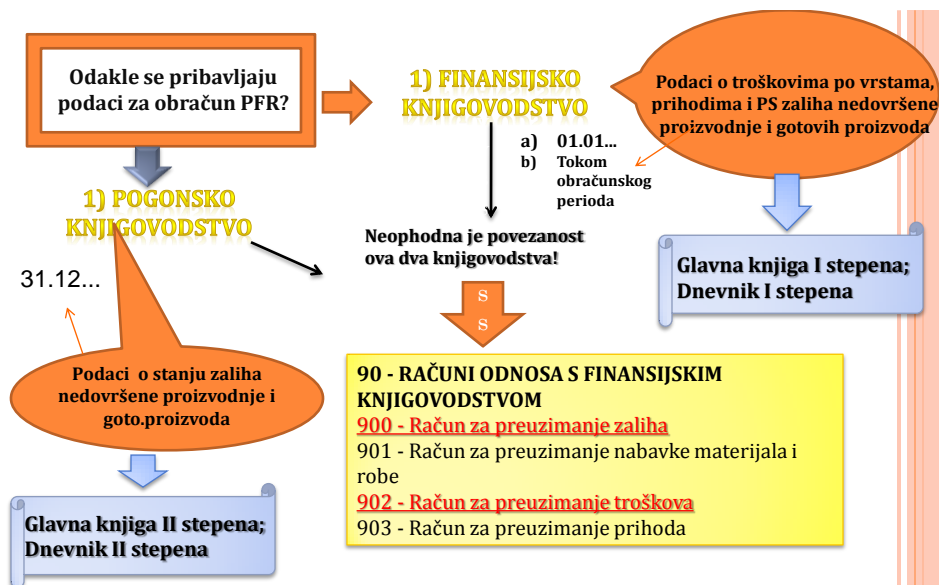 Odakle se pribavljaju
podaci za obračun PFR?
1) FINANSIJSKO
KNJIGOVODSTVO
Podaci o troškovima po vrstama,
prihodima i PS zaliha nedovršene
proizvodnje i gotovih proizvoda
a) 01.01...
b) Tokom
obračunskog
perioda
1) POGONSKO
KNJIGOVODSTVO
Neophodna je povezanost
ova dva knjigovodstva!
Glavna knjiga I stepena;
Dnevnik I stepena
31.12...
S
S
Podaci o stanju zaliha
nedovršene proizvodnje i
goto.proizvoda
90 - RAČUNI ODNOSA S FINANSIJSKIM
KNJIGOVODSTVOM
900 - Račun za preuzimanje zaliha
901 - Račun za preuzimanje nabavke materijala i
robe
902 - Račun za preuzimanje troškova
903 - Račun za preuzimanje prihoda
Glavna knjiga II stepena;
Dnevnik II stepena